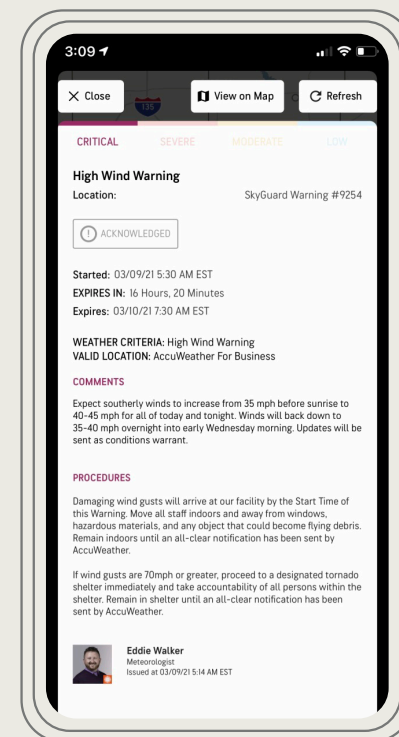 3:09
Close
View on Map
Refresh
135
CRITICAL SEVERE MODERATE LOW
High Wind Warning
Location: SkyGuard Warning #9254
ACKNOWLEDGED
Started: 03/09/21 5:30 AM EST
EXPIRES IN: 16 Hours, 20 Minutes
Expires: 03/10/21 7:30 AM EST
WEATHER CRITERIA: High Wind Warning
VALID LOCATION: AccuWeather For Business
COMMENTS
Expect southerly winds to increase from 35 mph before sunrise to
40-45 mph for all of today and tonight. Winds will back down to
35-40 mph overnight into early Wednesday morning. Updates will be
sent as conditions warrant.
PROCEDURES
Damaging wind gusts will arrive at our facility by the Start Time of
this Warning. Move all staff indoors and away from windows,
hazardous materials, and any object that could become flying debris.
Remain indoors until an all-clear notification has been sent by
AccuWeather.
If wind gusts are 70mph or greater, proceed to a designated tornado
shelter immediately and take accountability of all persons within the
shelter. Remain in shelter until an all-clear notification has been
sent by AccuWeather.
Eddie Walker
Meteorologist
Issued at 03/09/21 5:14 AM EST